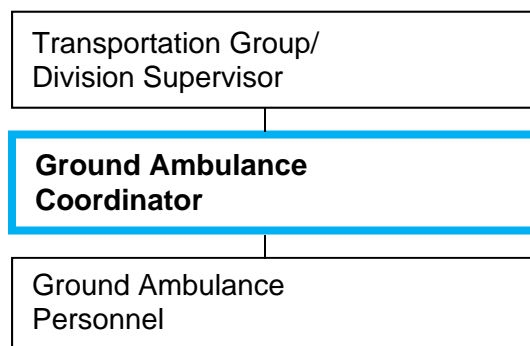 Transportation Group/
Division Supervisor
Ground Ambulance
Coordinator
Ground Ambulance
Personnel